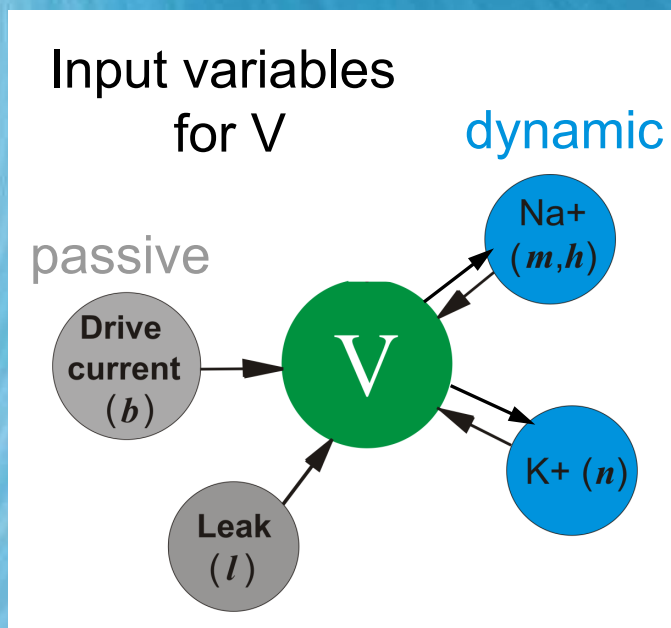 Input variables
for V
dynamic
passive
Na+
(m,h)
Drive
current
(b)
V
K+ (n)
Leak
(l)